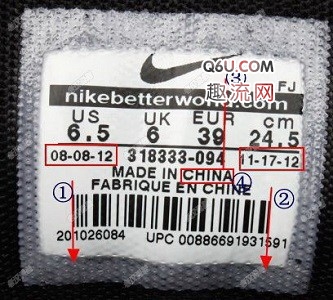 Q6U.COM
趣流网
(3)
FJ
nikebetterworld.com
US UK EUR cm
6.5 6 39 24.5
08-08-12 318333-094 11-17-12
MADE IN CHINA
④
FABRIQUE EN CHINE
① ②
201026084 UPC 00886691931591